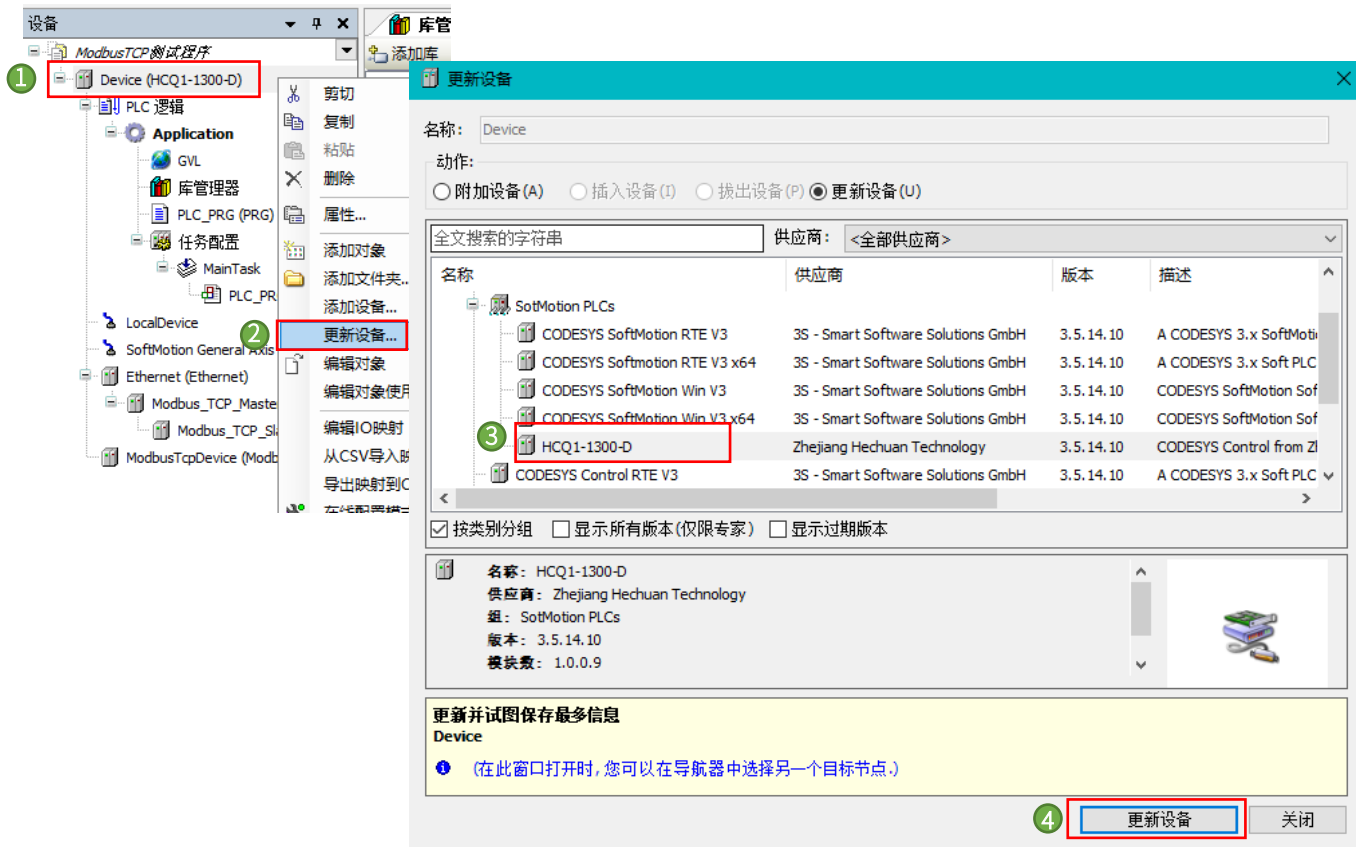 设备
ModbusTCP测试程序
1
Device (HCQ1-1300-D)
PLC 逻辑
Application
GVL
库管理器
PLC_PRG (PRG)
任务配置
MainTask
PLC_PR
LocalDevice
SoftMotion General Axis
Ethernet (Ethernet)
Modbus_TCP_Maste
Modbus_TCP_Sl
ModbusTcpDevice (Modb
库管
添加库
剪切
复制
粘贴
删除
属性...
添加对象
添加文件夹..
添加设备...
2
更新设备...
编辑对象
编辑对象使用
编辑IO映射
从CSV导入映
导出映射到C
在线配置模式
更新设备
名称: Device
动作:
附加设备(A) 插入设备(I) 拔出设备(P) 更新设备(U)
全文搜索的字符串 供应商: <全部供应商>
名称 供应商 版本 描述
SotMotion PLCs
CODESYS SoftMotion RTE V3 3S - Smart Software Solutions GmbH 3.5.14.10 A CODESYS 3.x SoftMoti
CODESYS Softmotion RTE V3 x64 3S - Smart Software Solutions GmbH 3.5.14.10 A CODESYS 3.x Soft PLC
CODESYS SoftMotion Win V3 3S - Smart Software Solutions GmbH 3.5.14.10 CODESYS SoftMotion Sof
CODESYS SoftMotion Win V3 x64 3S - Smart Software Solutions GmbH 3.5.14.10 CODESYS SoftMotion Sof
3
HCQ1-1300-D Zhejiang Hechuan Technology 3.5.14.10 CODESYS Control from Zl
CODESYS Control RTE V3 3S - Smart Software Solutions GmbH 3.5.14.10 A CODESYS 3.x Soft PLC
按类别分组 显示所有版本(仅限专家) 显示过期版本
名称: HCQ1-1300-D
供应商: Zhejiang Hechuan Technology
组: SotMotion PLCs
版本: 3.5.14.10
模块数: 1.0.0.9
更新并试图保存最多信息
Device
(在此窗口打开时,您可以在导航器中选择另一个目标节点.)
4
更新设备 关闭